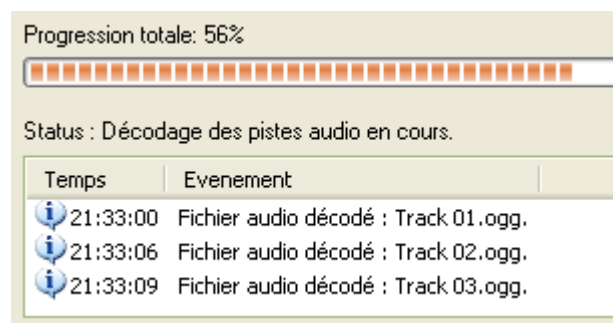 Progression totale: 56%
Status : Décodage des pistes audio en cours.
Temps Evenement
21:33:00 Fichier audio décodé : Track 01.ogg.
21:33:06 Fichier audio décodé : Track 02.ogg.
21:33:09 Fichier audio décodé : Track 03.ogg.